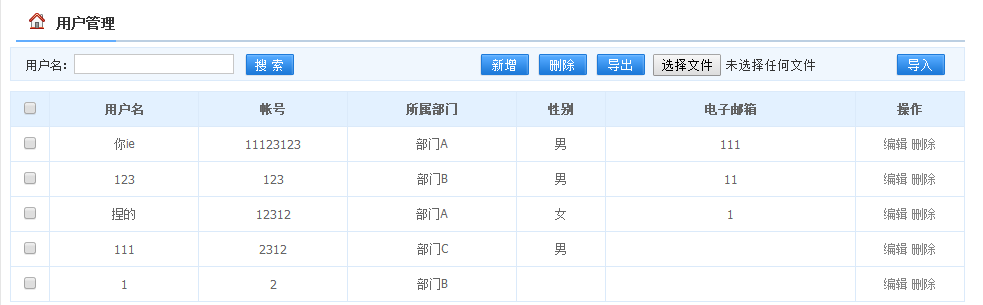 用户管理
用户名: 搜 索 新增 删除 导出 选择文件 未选择任何文件 导入
用户名 帐号 所属部门 性别 电子邮箱 操作
你ie 11123123 部门A 男 111 编辑 删除
123 123 部门B 男 11 编辑 删除
捏的 12312 部门A 女 1 编辑 删除
111 2312 部门C 男 编辑 删除
1 2 部门B 编辑 删除